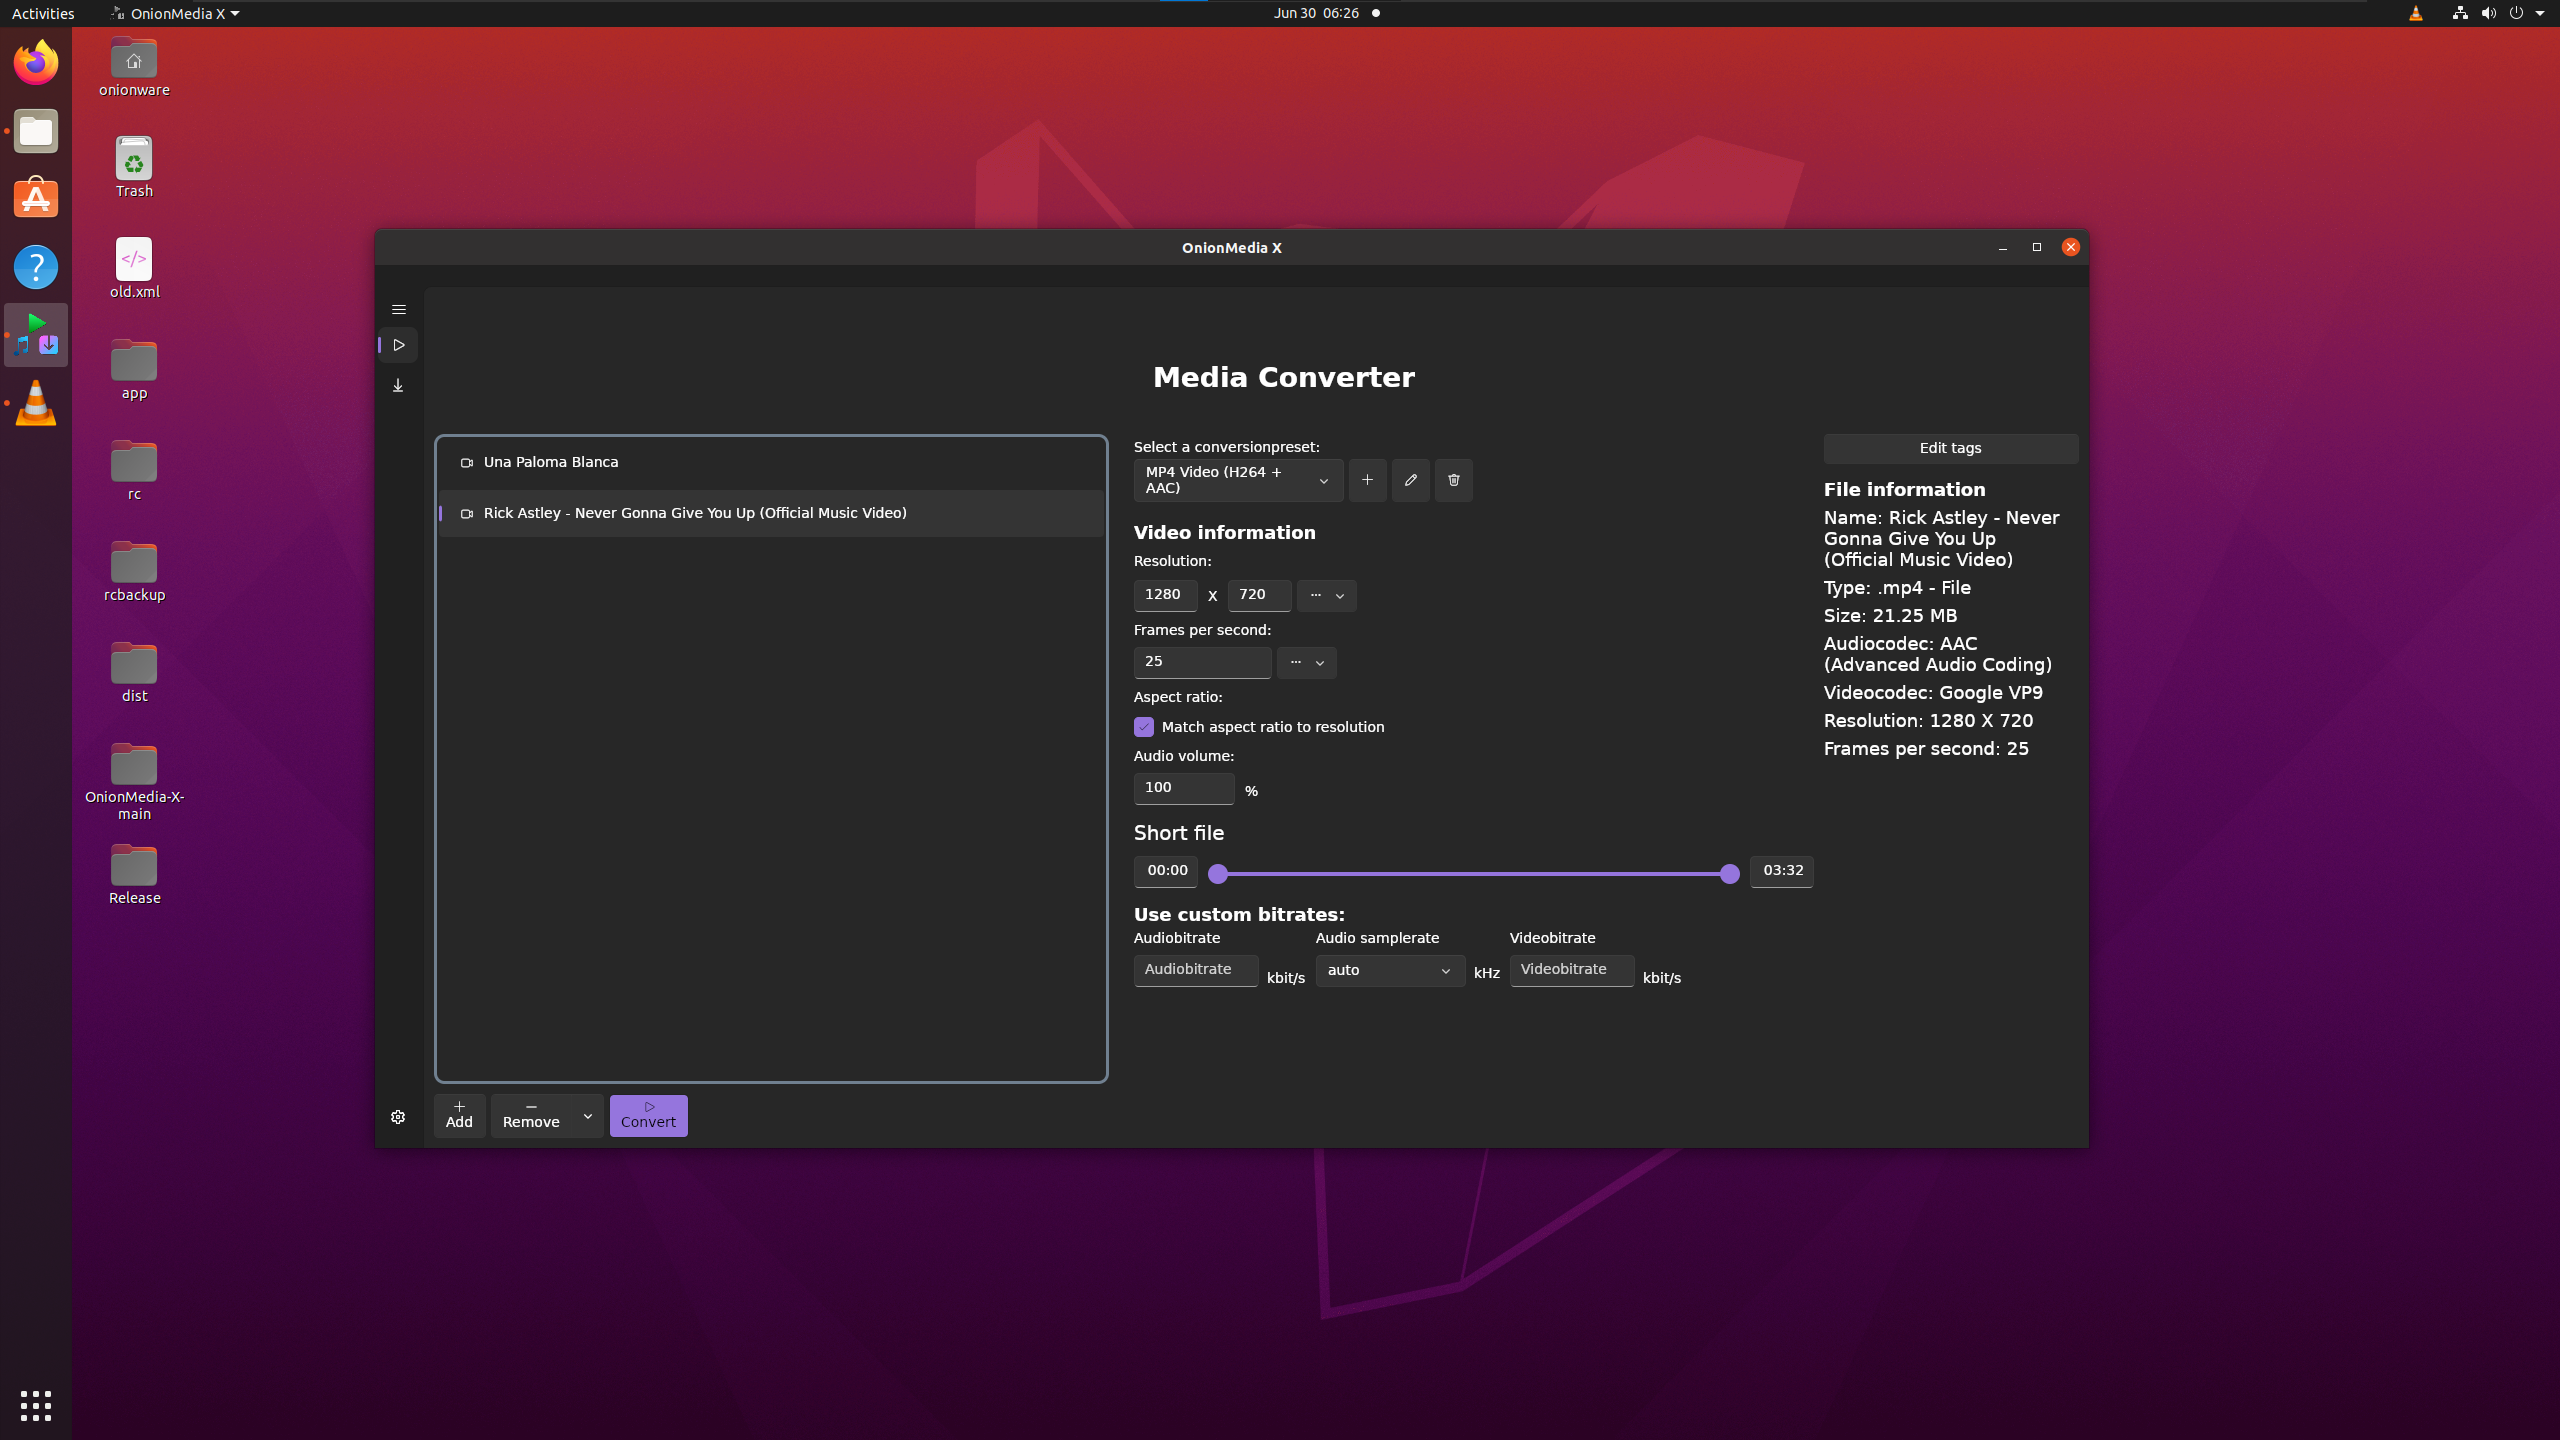 Activities
OnionMedia X
Jun 30 06:26
onionware
Trash
old.xml
app
rc
rcbackup
dist
OnionMedia-X-
main
Release
OnionMedia X
Media Converter
Una Paloma Blanca
Rick Astley - Never Gonna Give You Up (Official Music Video)
Add
Remove
Convert
Select a conversionpreset:
MP4 Video (H264 +
AAC)
Video information
Resolution:
1280 X 720 ...
Frames per second:
25 ...
Aspect ratio:
Match aspect ratio to resolution
Audio volume:
100 %
Short file
00:00 03:32
Use custom bitrates:
Audiobitrate Audio samplerate Videobitrate
Audiobitrate kbit/s auto kHz Videobitrate kbit/s
Edit tags
File information
Name: Rick Astley - Never
Gonna Give You Up
(Official Music Video)
Type: .mp4 - File
Size: 21.25 MB
Audiocodec: AAC
(Advanced Audio Coding)
Videocodec: Google VP9
Resolution: 1280 X 720
Frames per second: 25